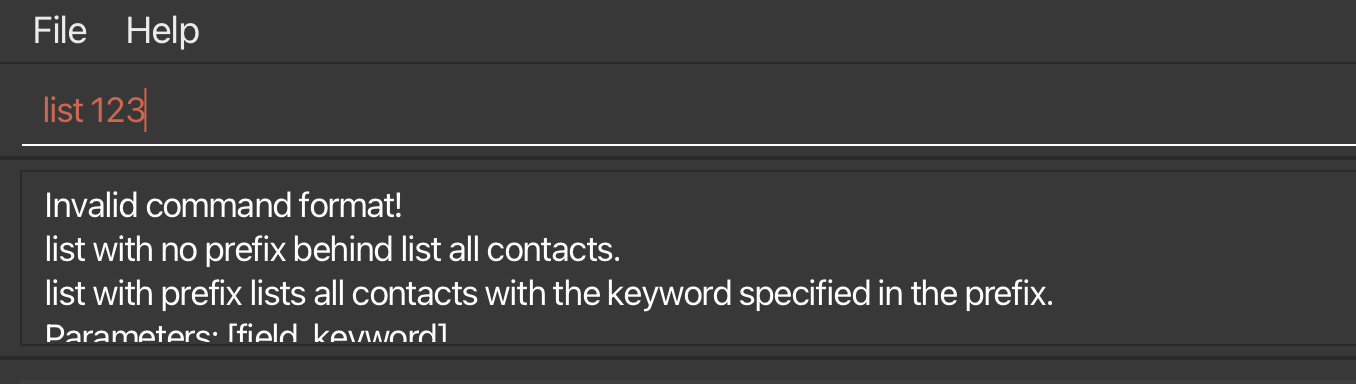 File Help
list 123
Invalid command format!
list with no prefix behind list all contacts.
list with prefix lists all contacts with the keyword specified in the prefix.
Parameters: [field_keyword]